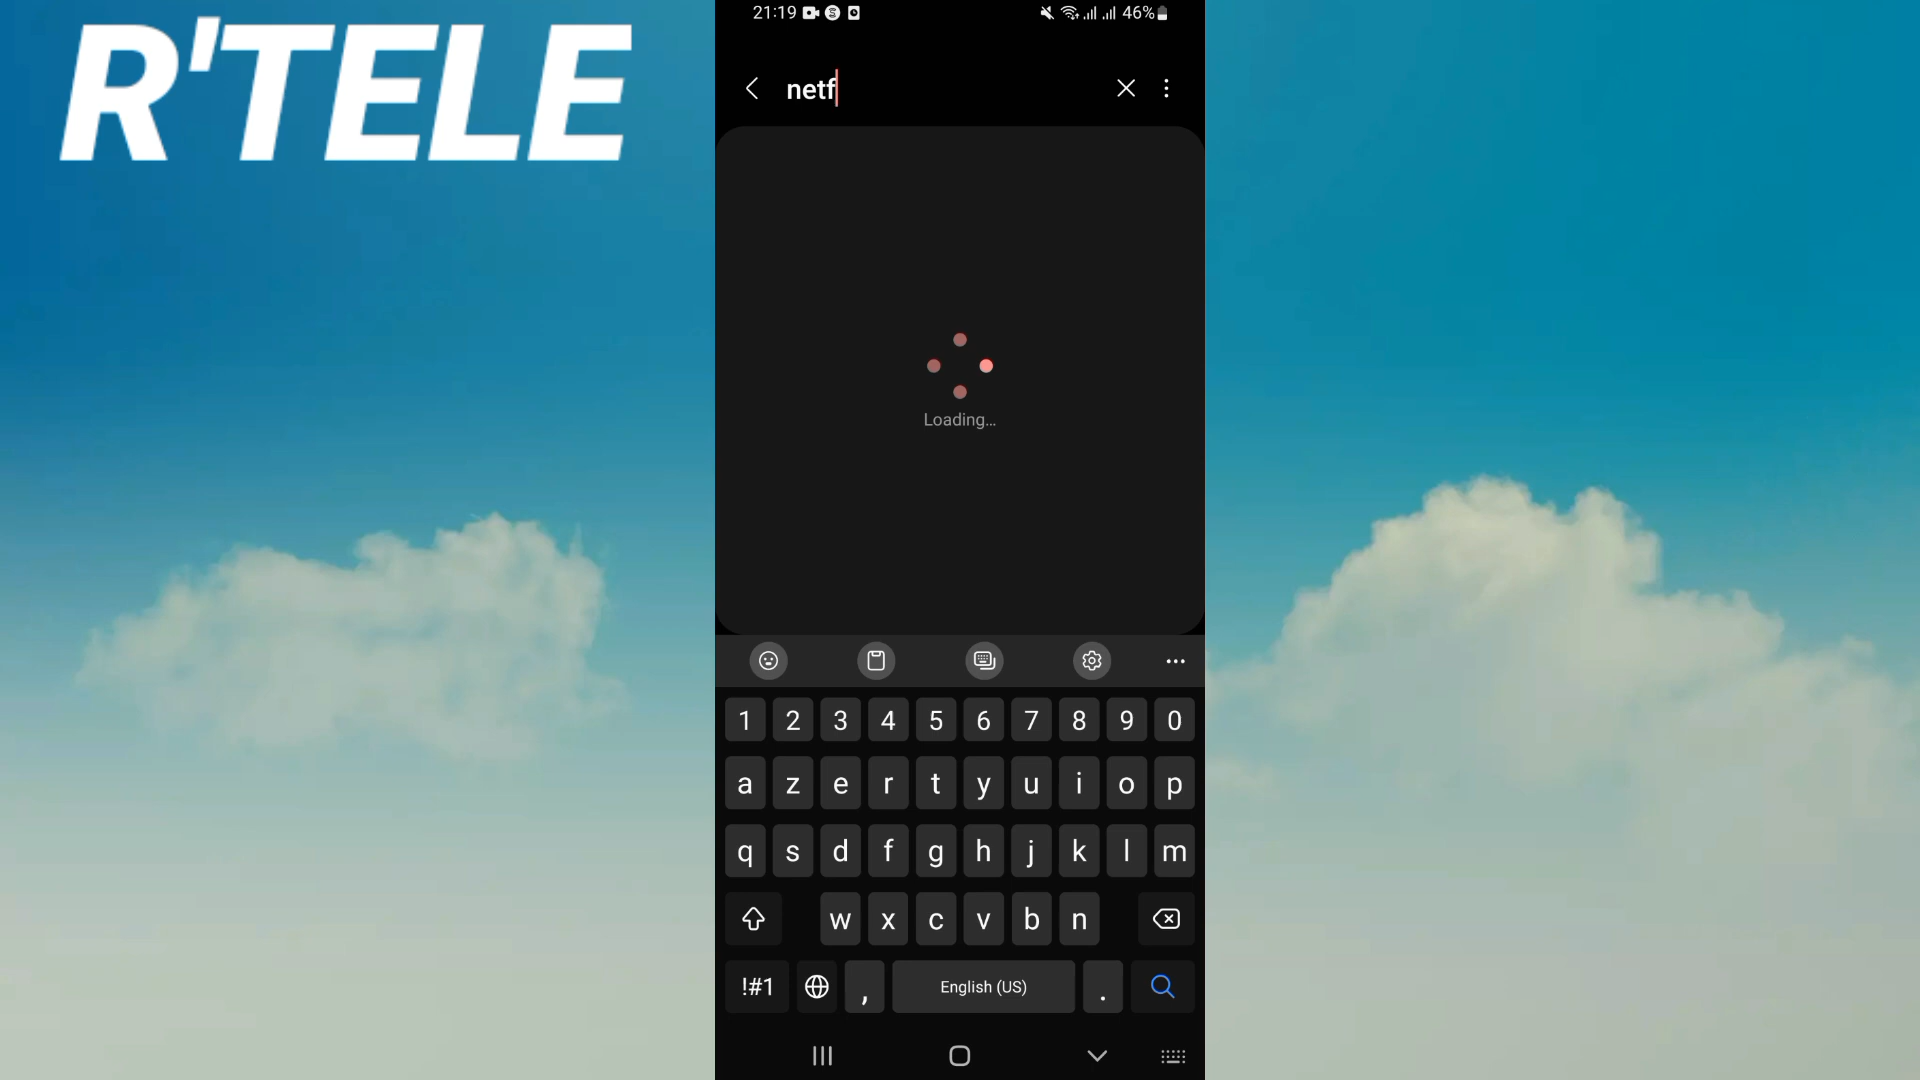 R'TELE
21:19 46%
netf
Loading...
1 2 3 4 5 6 7 8 9 0
a z e r t y u i o p
q s d f g h j k l m
w x c v b n
!#1 , English (US) .